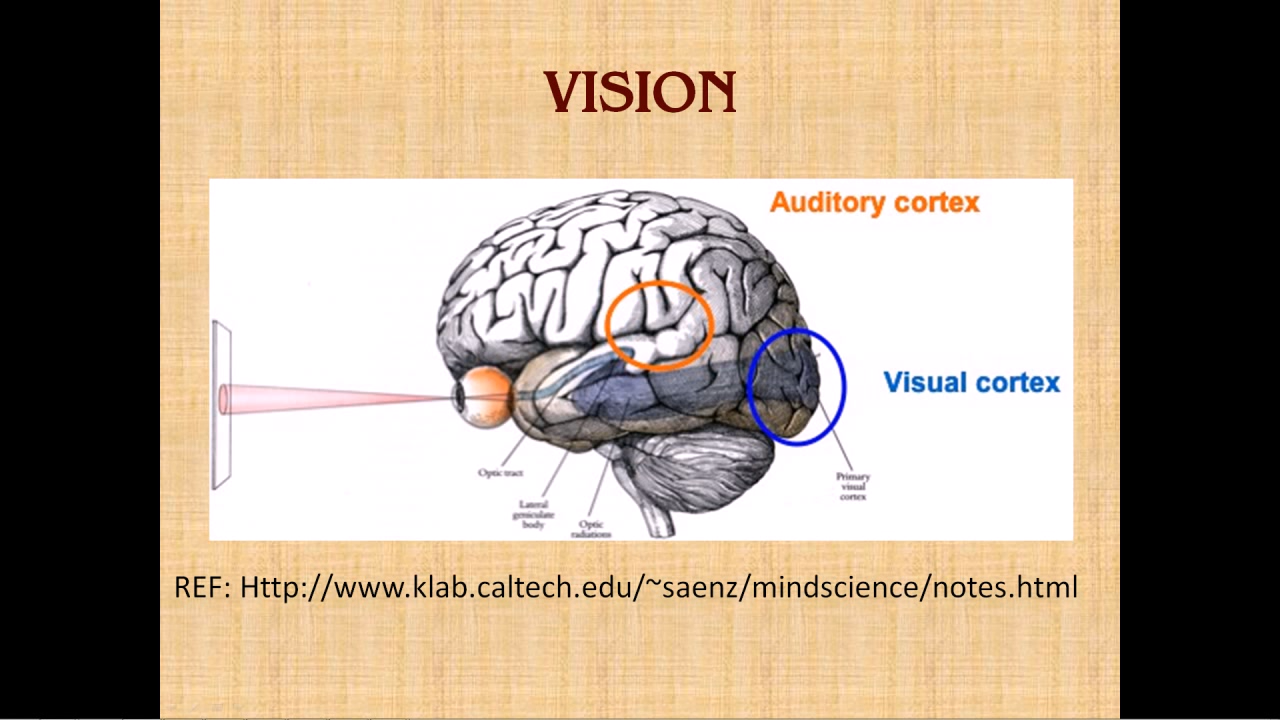 VISION
Auditory cortex
Visual cortex
Optic tract
Lateral
geniculate
body
Optic
radiations
Primary
visual
cortex
REF: Http://www.klab.caltech.edu/~saenz/mindscience/notes.html